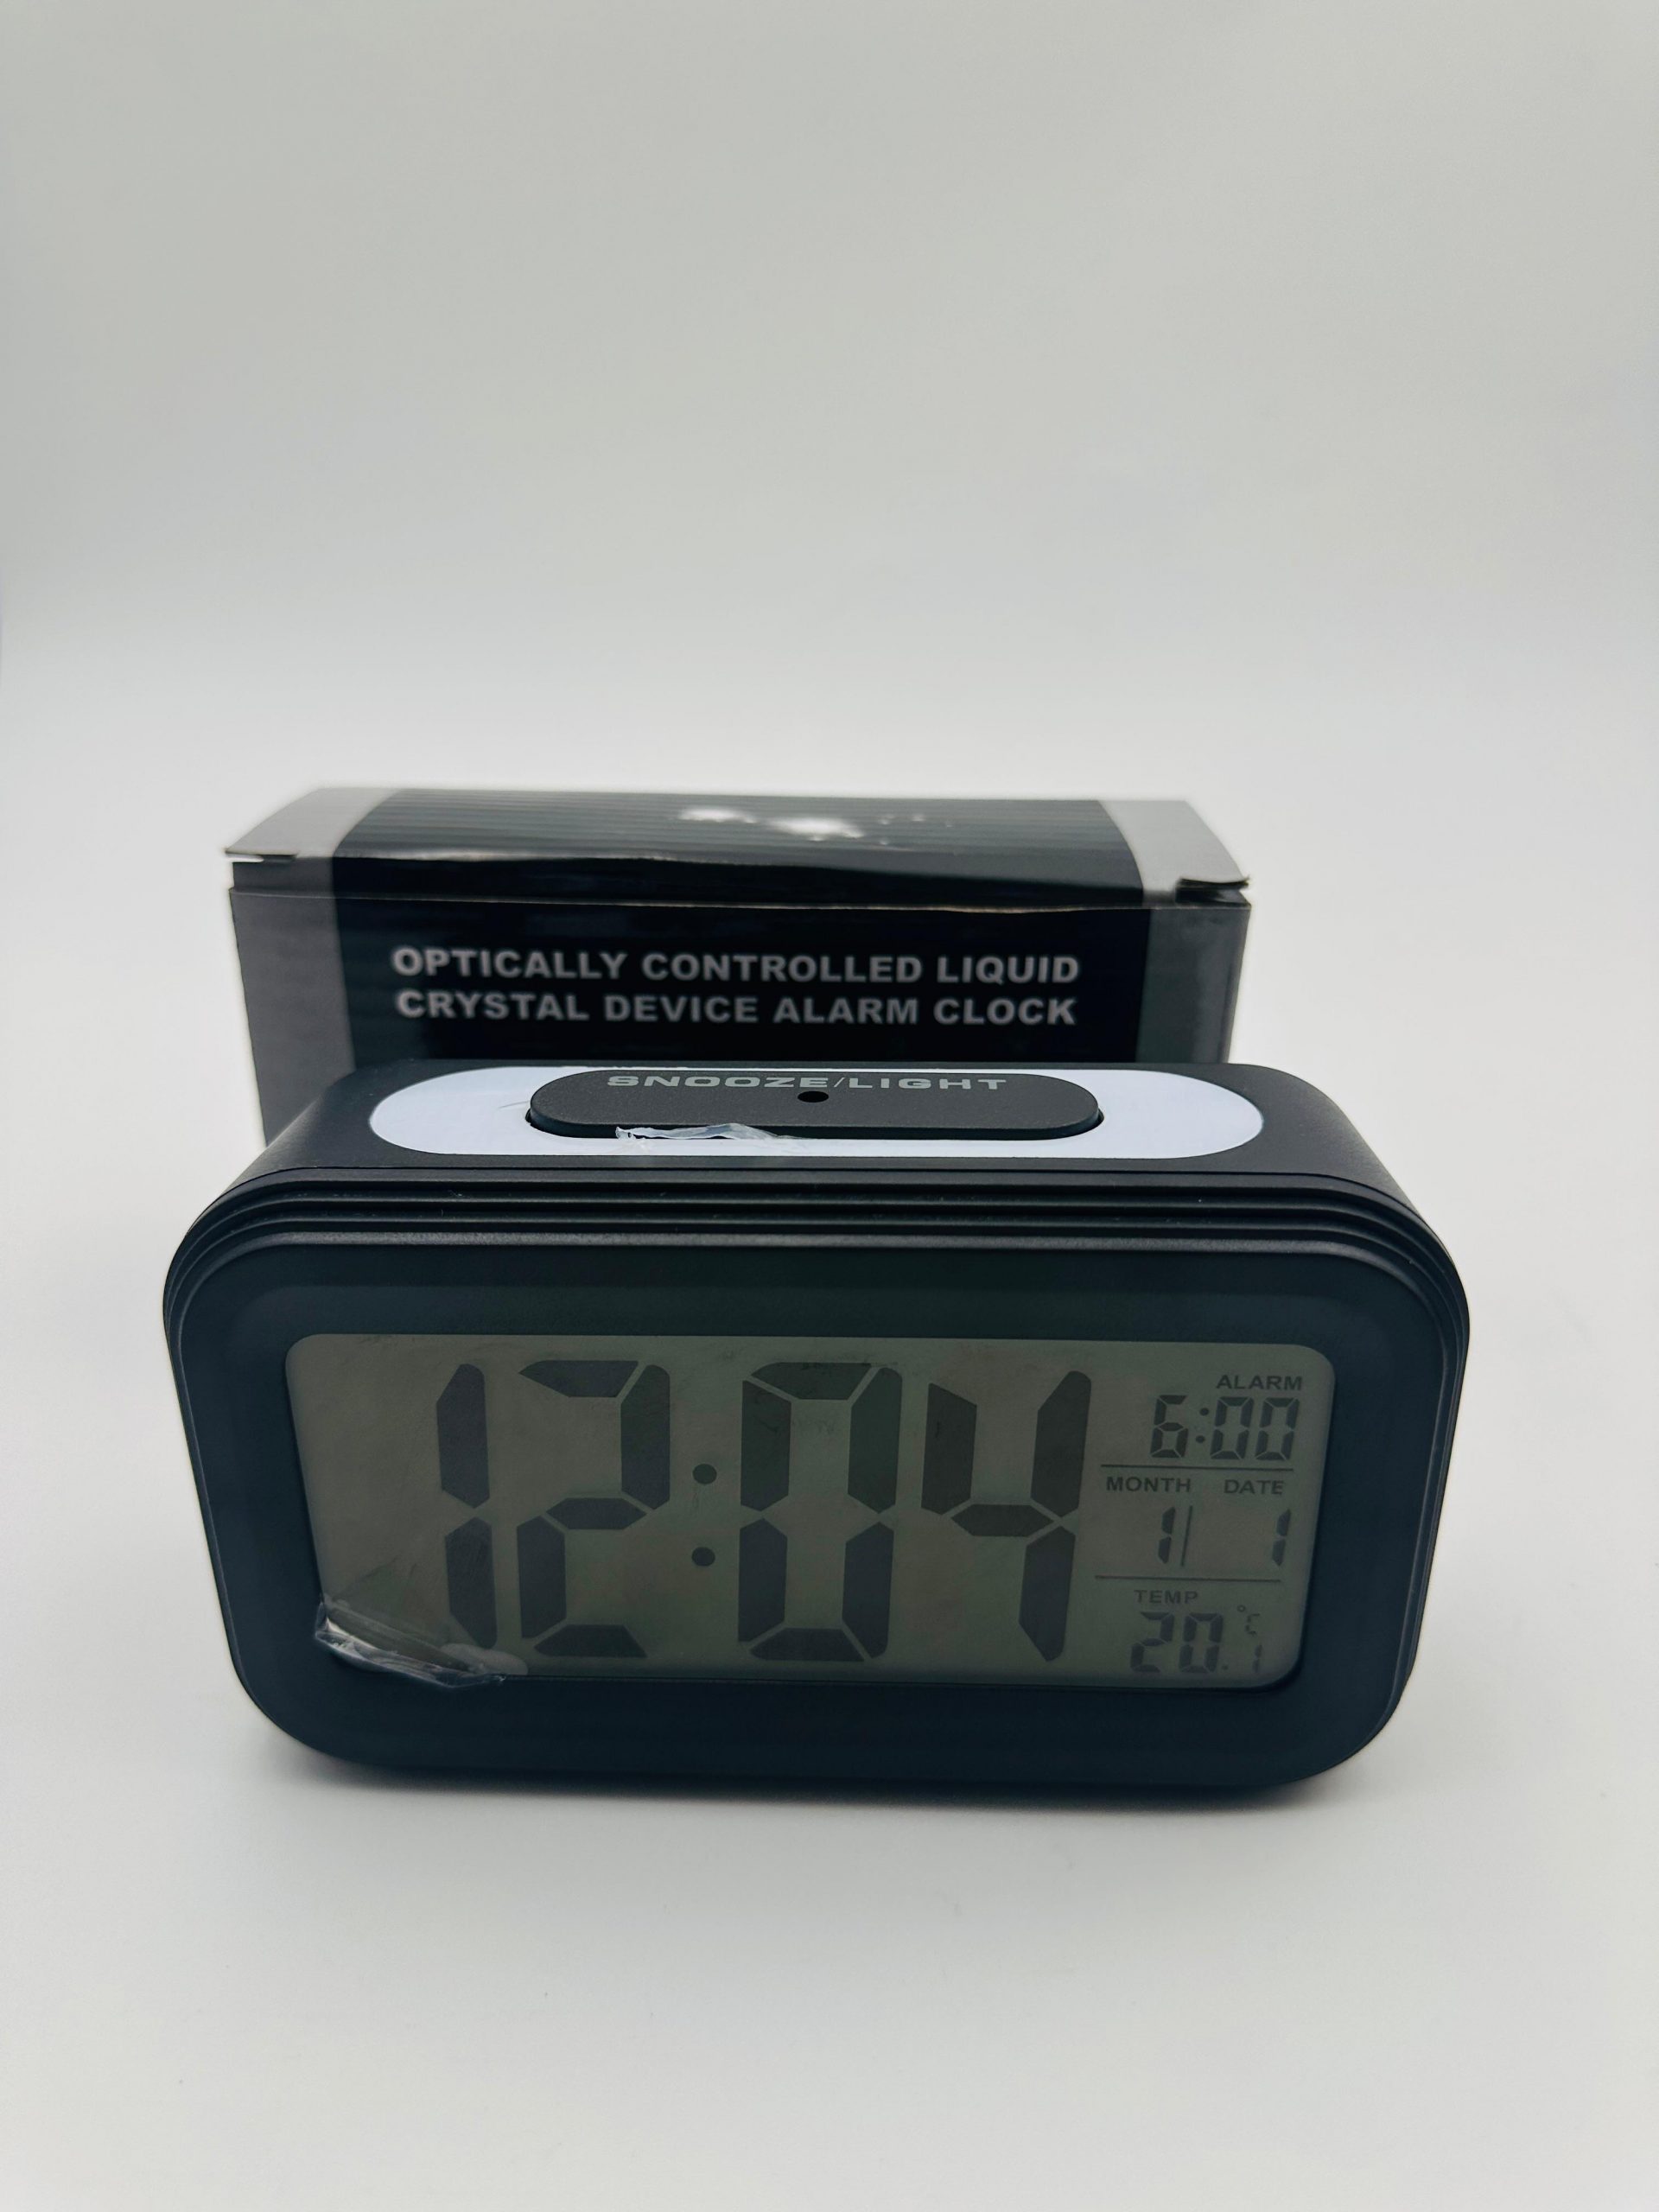 OPTICALLY CONTROLLED LIQUID
CRYSTAL DEVICE ALARM CLOCK
SNOOZE/LIGHT
12:04
ALARM
6:00
MONTH DATE
1 1
TEMP
20.1 °C